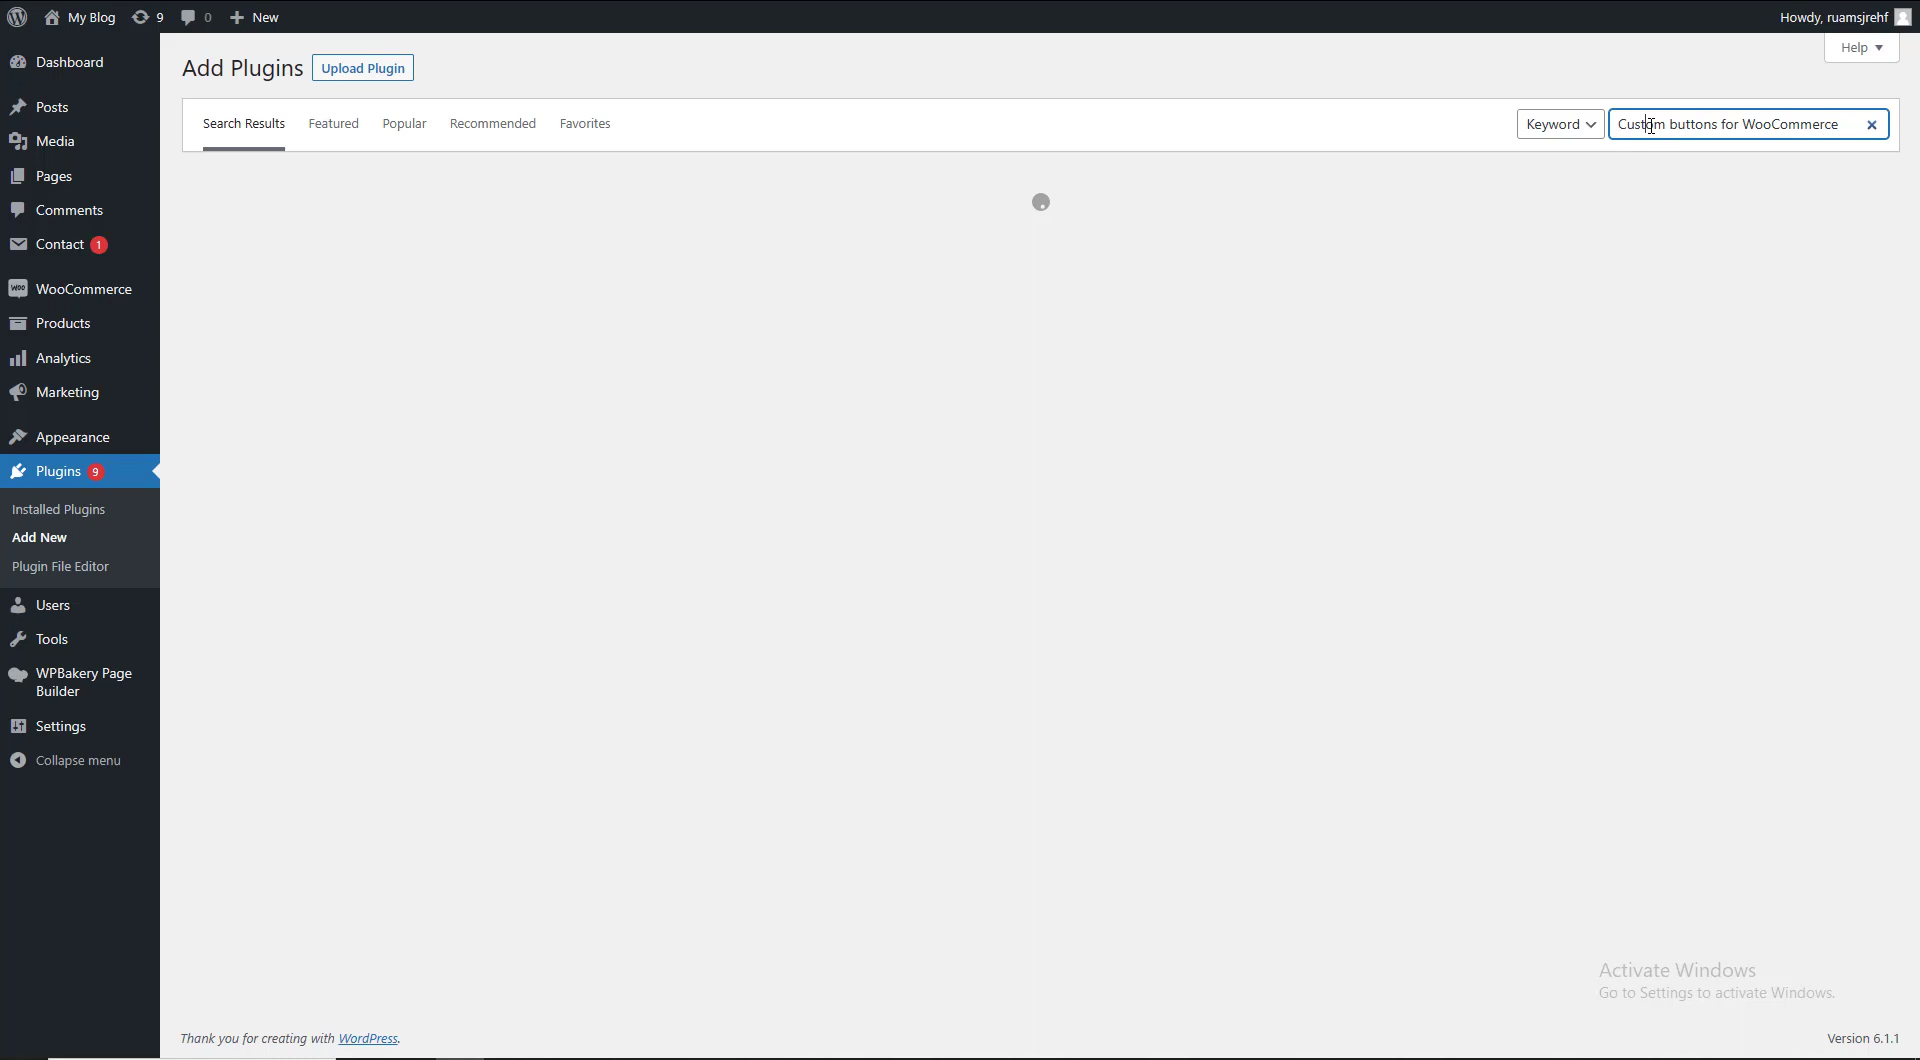 My Blog 9 0 New Howdy, ruamsjrehf
Help
Add Plugins Upload Plugin
Search Results Featured Popular Recommended Favorites Keyword Custom buttons for WooCommerce
Dashboard
Posts
Media
Pages
Comments
Contact 1
WOO WooCommerce
Products
Analytics
Marketing
Appearance
Plugins 9
Installed Plugins
Add New
Plugin File Editor
Users
Tools
WPBakery Page
Builder
Settings
Collapse menu
Activate Windows
Go to Settings to activate Windows.
Thank you for creating with WordPress. Version 6.1.1